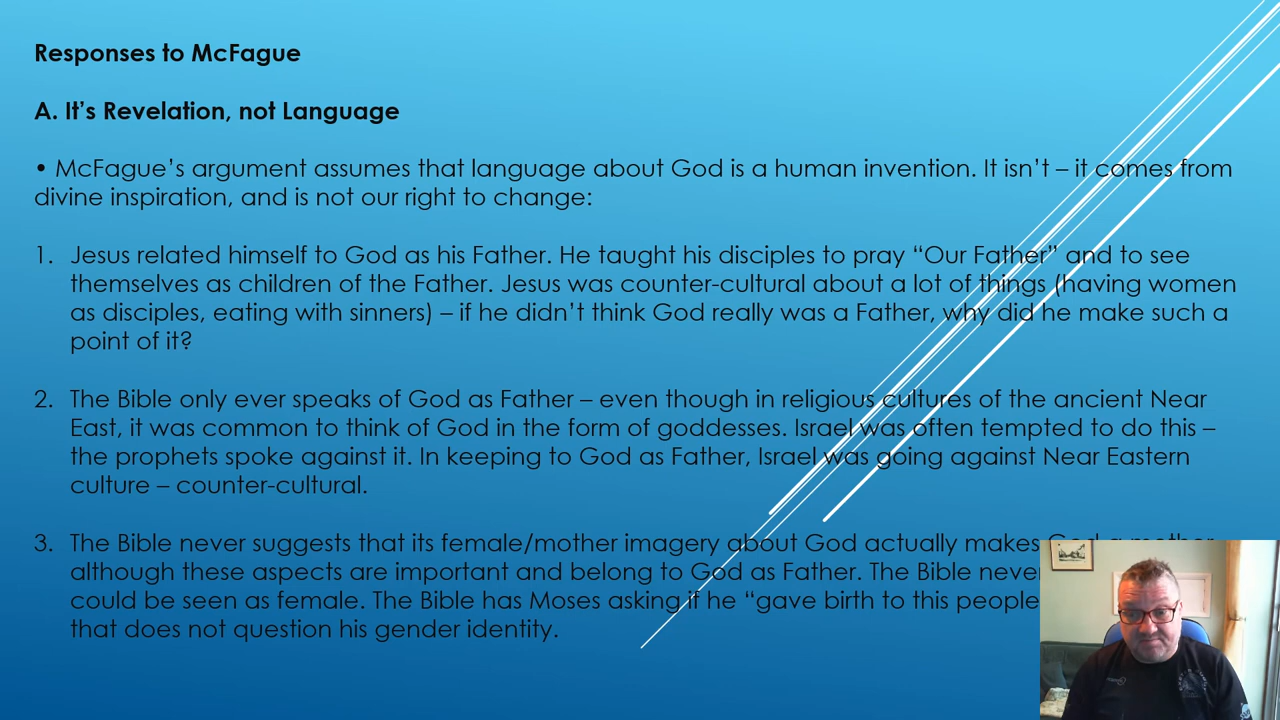 Responses to McFague
A. It’s Revelation, not Language
• McFague’s argument assumes that language about God is a human invention. It isn’t – it comes from
divine inspiration, and is not our right to change:
1. Jesus related himself to God as his Father. He taught his disciples to pray “Our Father” and to see
themselves as children of the Father. Jesus was counter-cultural about a lot of things (having women
as disciples, eating with sinners) – if he didn’t think God really was a Father, why did he make such a
point of it?
2. The Bible only ever speaks of God as Father – even though in religious cultures of the ancient Near
East, it was common to think of God in the form of goddesses. Israel was often tempted to do this –
the prophets spoke against it. In keeping to God as Father, Israel was going against Near Eastern
culture – counter-cultural.
3. The Bible never suggests that its female/mother imagery about God actually makes God a mother
although these aspects are important and belong to God as Father. The Bible never
could be seen as female. The Bible has Moses asking if he “gave birth to this people
that does not question his gender identity.